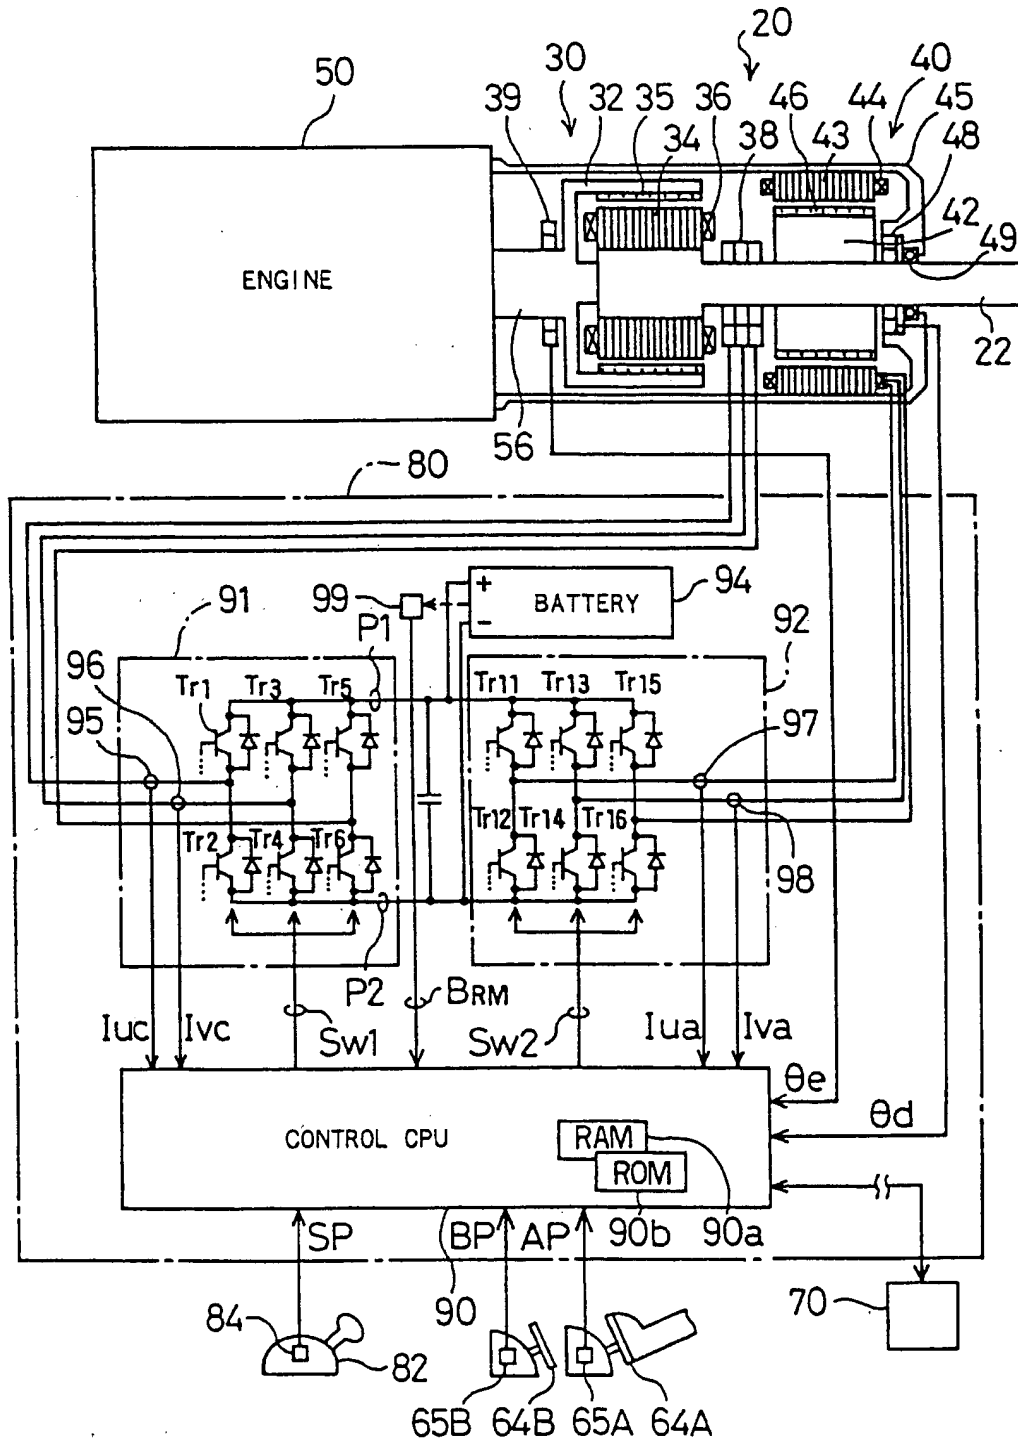 20
50
30
40
39
32
35
36
46
44
45
34
38
43
48
42
49
ENGINE
22
56
80
94
99
BATTERY
+
−
91
P1
92
96
Tr1
Tr3
Tr5
Tr11
Tr13
Tr15
95
97
Tr2
Tr4
Tr6
Tr12
Tr14
Tr16
98
P2
BRM
Iuc
Ivc
Sw1
Sw2
Iua
Iva
θe
θd
CONTROL CPU
RAM
ROM
90b
90a
SP
BP
AP
90
70
84
82
65B
64B
65A
64A